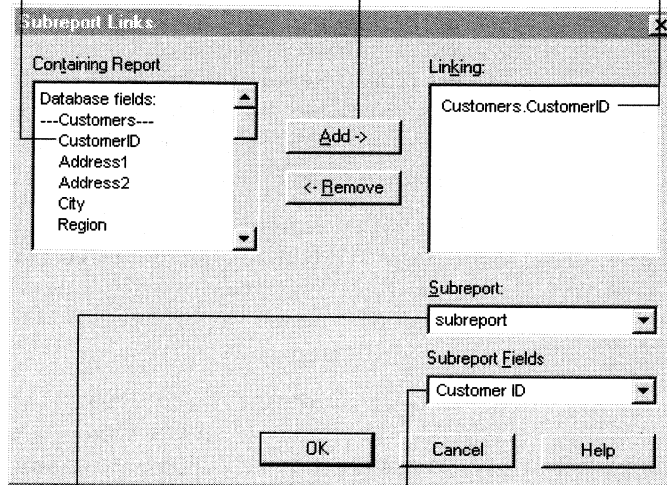 Subreport Links
Containing Report
Database fields:
---Customers---
CustomerID
Address1
Address2
City
Region
Add ->
<- Remove
Linking:
Customers.CustomerID
Subreport:
subreport
Subreport Fields
Customer ID
OK
Cancel
Help